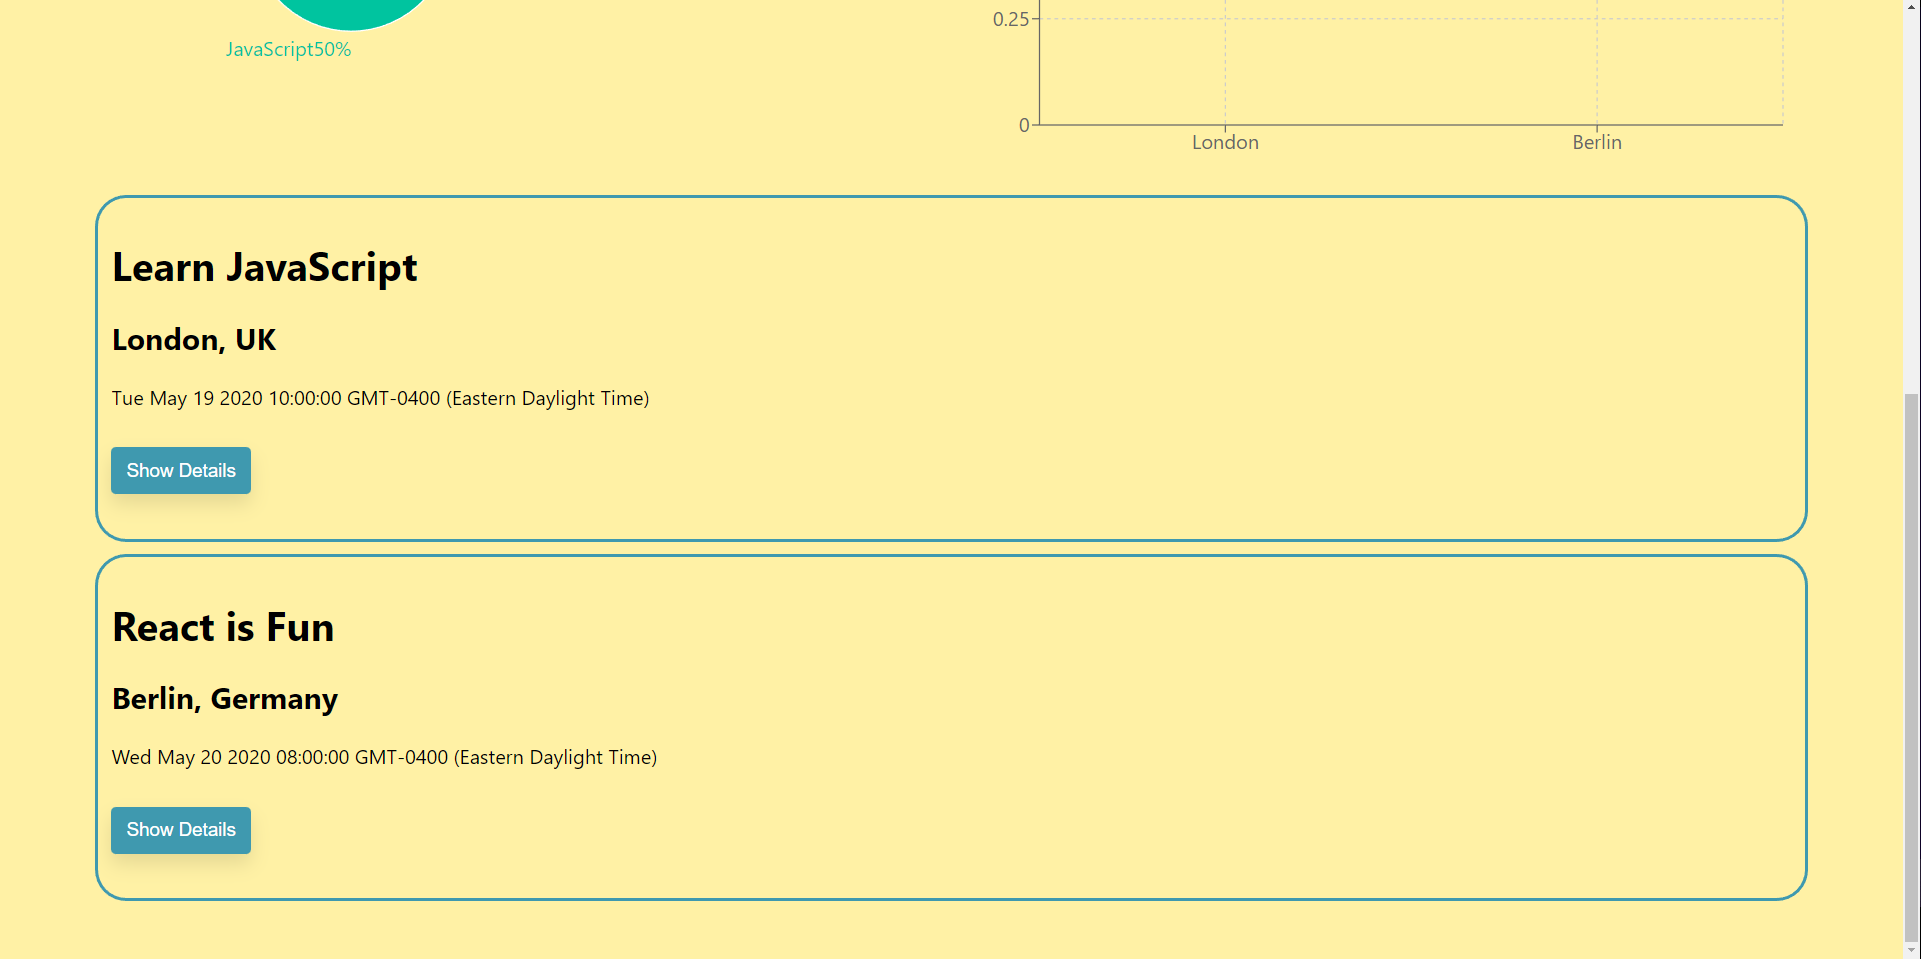 JavaScript50%
0.25
0
London Berlin
Learn JavaScript
London, UK
Tue May 19 2020 10:00:00 GMT-0400 (Eastern Daylight Time)
Show Details
React is Fun
Berlin, Germany
Wed May 20 2020 08:00:00 GMT-0400 (Eastern Daylight Time)
Show Details